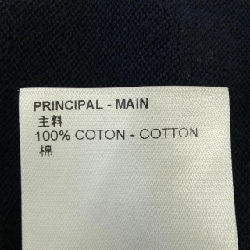 PRINCIPAL - MAIN
主料
100% COTON - COTTON
棉